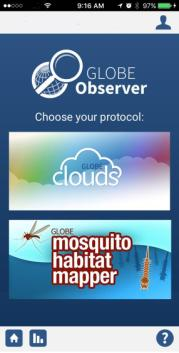 9:16 AM
97%
GLOBE
Observer
Choose your protocol:
GLOBE
clouds
GLOBE
mosquito
habitat
mapper
?